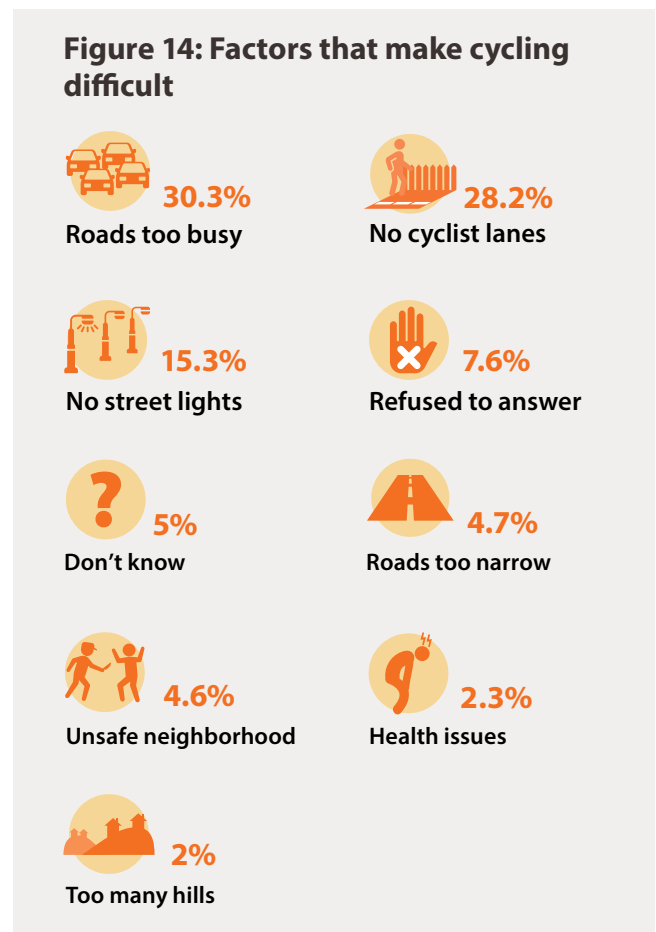 Figure 14: Factors that make cycling
difficult
30.3%
Roads too busy
28.2%
No cyclist lanes
15.3%
No street lights
7.6%
Refused to answer
5%
Don’t know
4.7%
Roads too narrow
4.6%
Unsafe neighborhood
2.3%
Health issues
2%
Too many hills